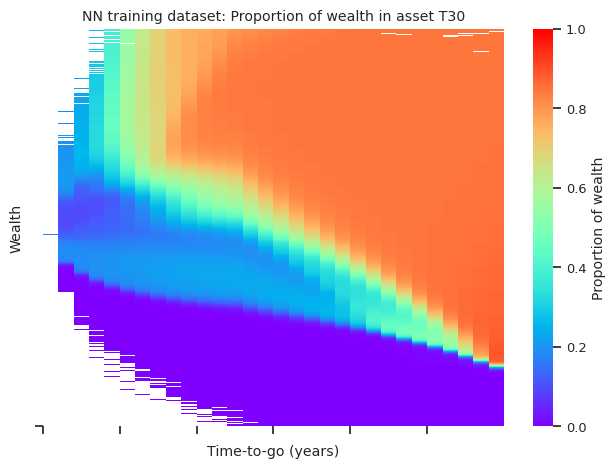 NN training dataset: Proportion of wealth in asset T30
1.0
0.8
0.6
0.4
0.2
0.0
Proportion of wealth
Wealth
Time-to-go (years)